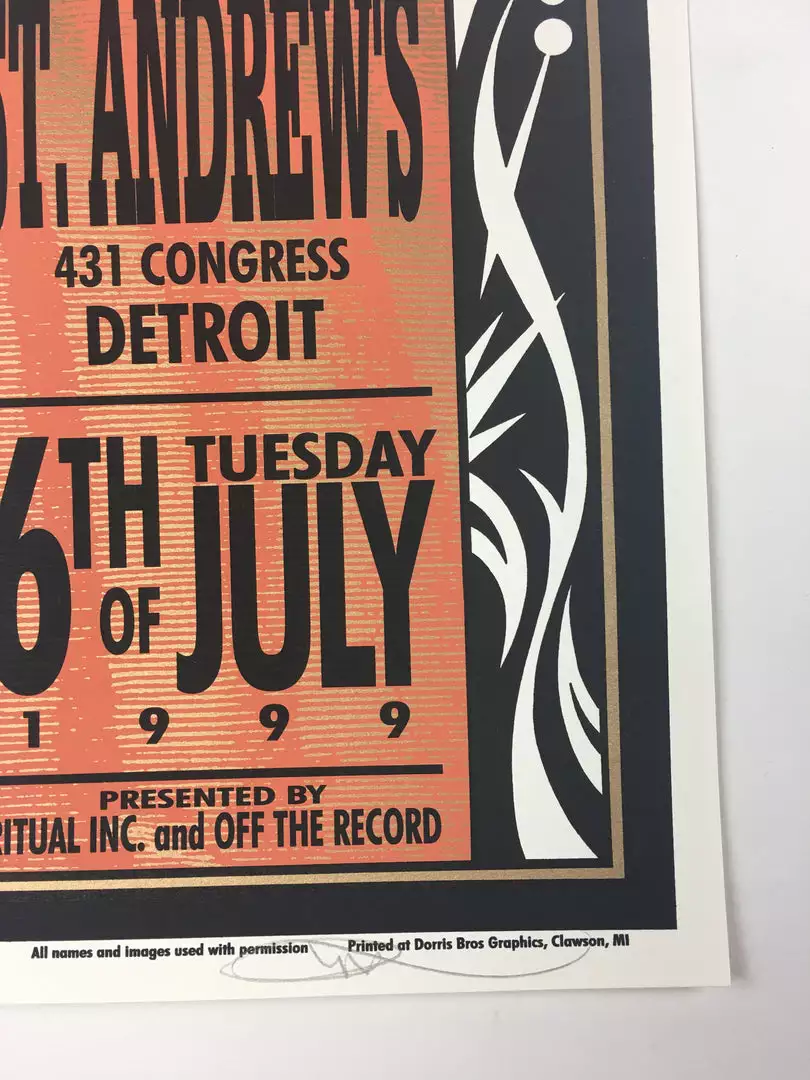 ST. ANDREW'S
431 CONGRESS
DETROIT
6TH OF TUESDAY JULY
1999
PRESENTED BY
RITUAL INC. and OFF THE RECORD
All names and images used with permission Printed at Dorris Bros Graphics, Clawson, MI